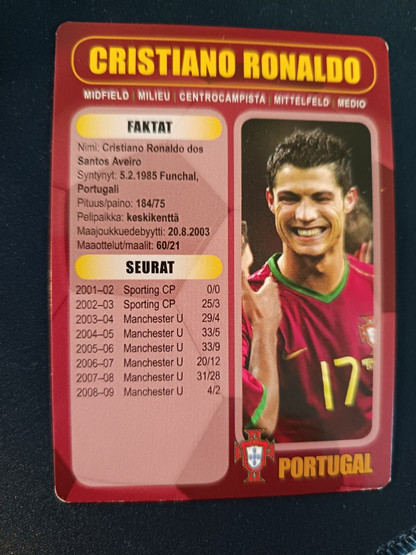 CRISTIANO RONALDO
MIDFIELD | MILIEU | CENTROCAMPISTA | MITTELFELD | MEDIO
FAKTAT
Nimi: Cristiano Ronaldo dos
Santos Aveiro
Syntynyt: 5.2.1985 Funchal,
Portugali
Pituus/paino: 184/75
Pelipaikka: keskikenttä
Maajoukkuedebyytti: 20.8.2003
Maaottelut/maalit: 60/21
SEURAT
2001–02 Sporting CP 0/0
2002–03 Sporting CP 25/3
2003–04 Manchester U 29/4
2004–05 Manchester U 33/5
2005–06 Manchester U 33/9
2006–07 Manchester U 20/12
2007–08 Manchester U 31/28
2008–09 Manchester U 4/2
17
PORTUGAL